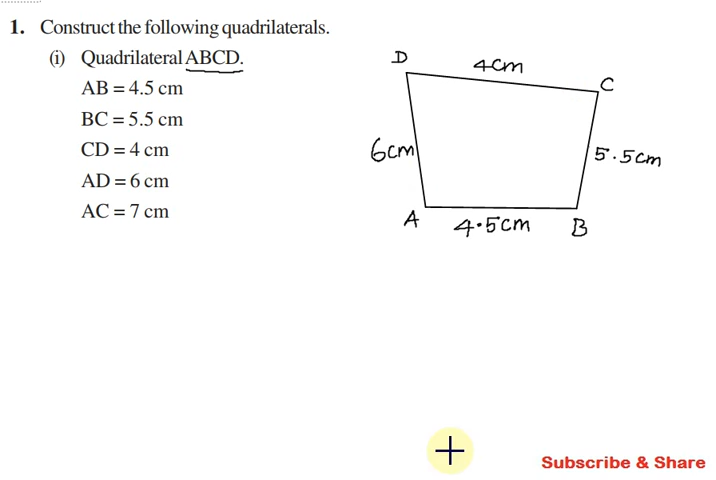 1. Construct the following quadrilaterals.
(i) Quadrilateral ABCD.
AB = 4.5 cm
BC = 5.5 cm
CD = 4 cm
AD = 6 cm
AC = 7 cm
D
4cm
C
6cm
5.5cm
A
4.5cm
B
Subscribe & Share